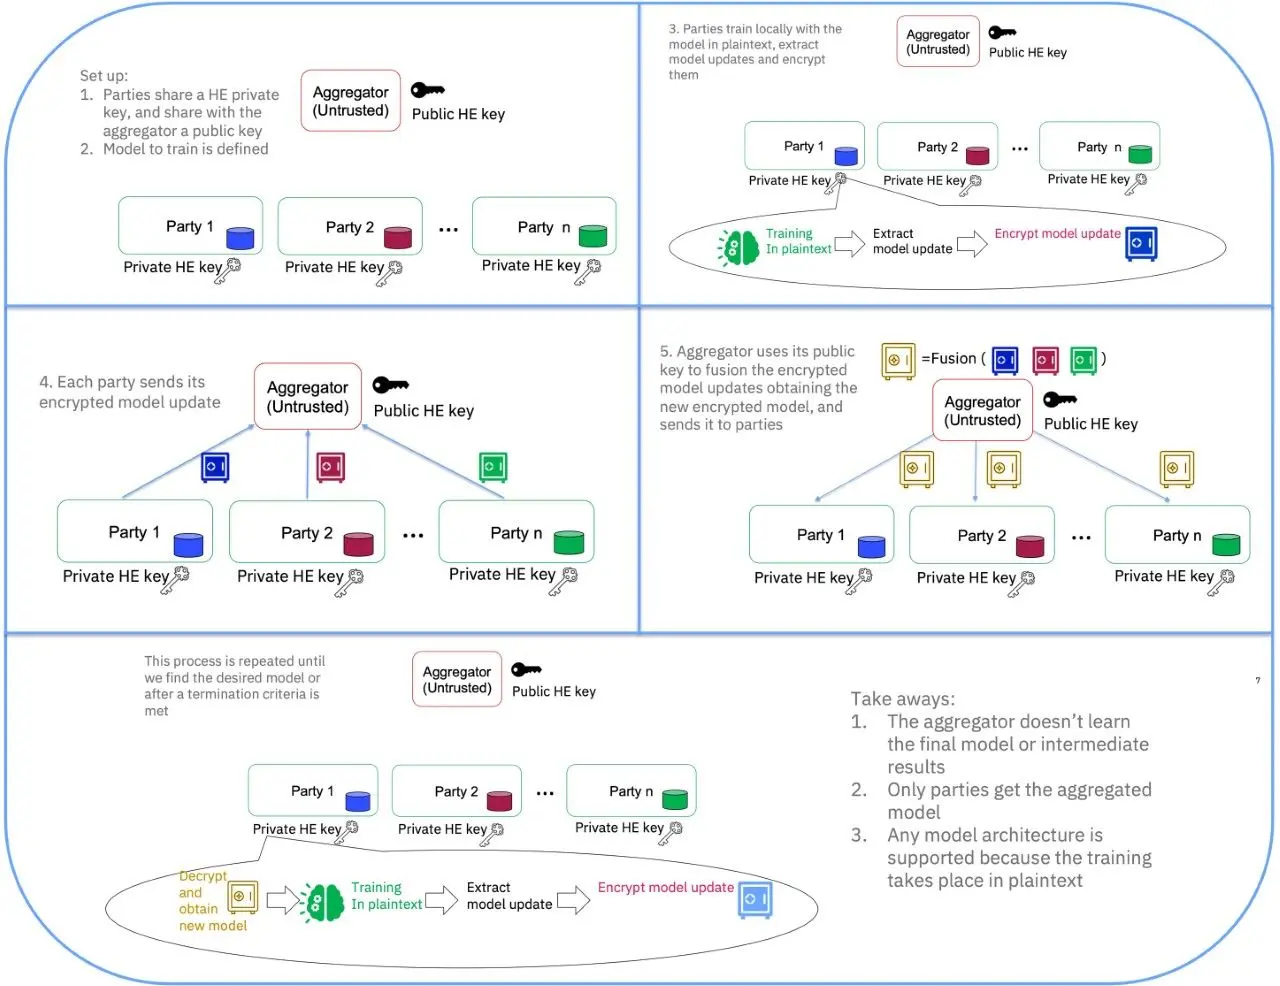 Set up:
1. Parties share a HE private
key, and share with the
aggregator a public key
2. Model to train is defined
Aggregator
(Untrusted)
Public HE key
Party 1
Party 2
...
Party n
Private HE key
Private HE key
Private HE key
3. Parties train locally with the
model in plaintext, extract
model updates and encrypt
them
Aggregator
(Untrusted)
Public HE key
Party 1
Party 2
...
Party n
Private HE key
Private HE key
Private HE key
Training
In plaintext
Extract
model update
Encrypt model update
4. Each party sends its
encrypted model update
Aggregator
(Untrusted)
Public HE key
Party 1
Party 2
...
Party n
Private HE key
Private HE key
Private HE key
5. Aggregator uses its public
key to fusion the encrypted
model updates obtaining the
new encrypted model, and
sends it to parties
=Fusion ( )
Aggregator
(Untrusted)
Public HE key
Party 1
Party 2
...
Party n
Private HE key
Private HE key
Private HE key
This process is repeated until
we find the desired model or
after a termination criteria is
met
Aggregator
(Untrusted)
Public HE key
Party 1
Party 2
...
Party n
Private HE key
Private HE key
Private HE key
Decrypt
and
obtain
new model
Training
In plaintext
Extract
model update
Encrypt model update
7
Take aways:
1. The aggregator doesn't learn
the final model or intermediate
results
2. Only parties get the aggregated
model
3. Any model architecture is
supported because the training
takes place in plaintext